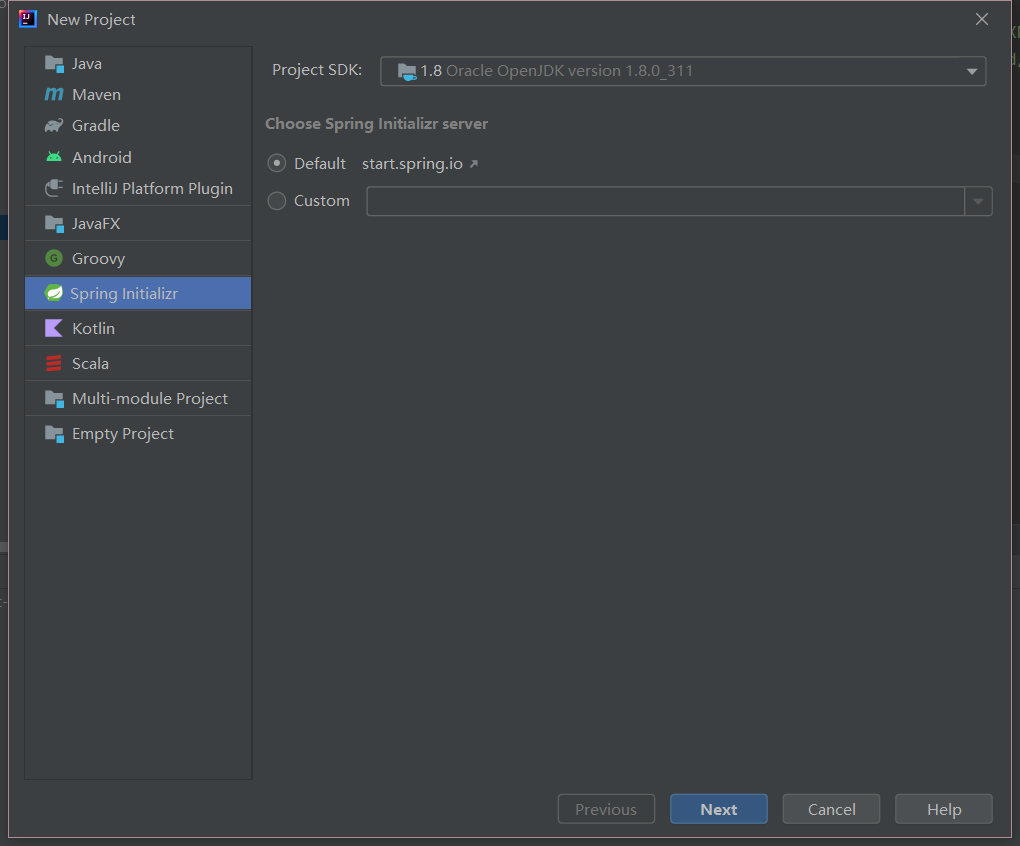 New Project
Java
Maven
Gradle
Android
IntelliJ Platform Plugin
JavaFX
Groovy
Spring Initializr
Kotlin
Scala
Multi-module Project
Empty Project
Project SDK:
1.8 Oracle OpenJDK version 1.8.0_311
Choose Spring Initializr server
Default start.spring.io
Custom
Previous
Next
Cancel
Help